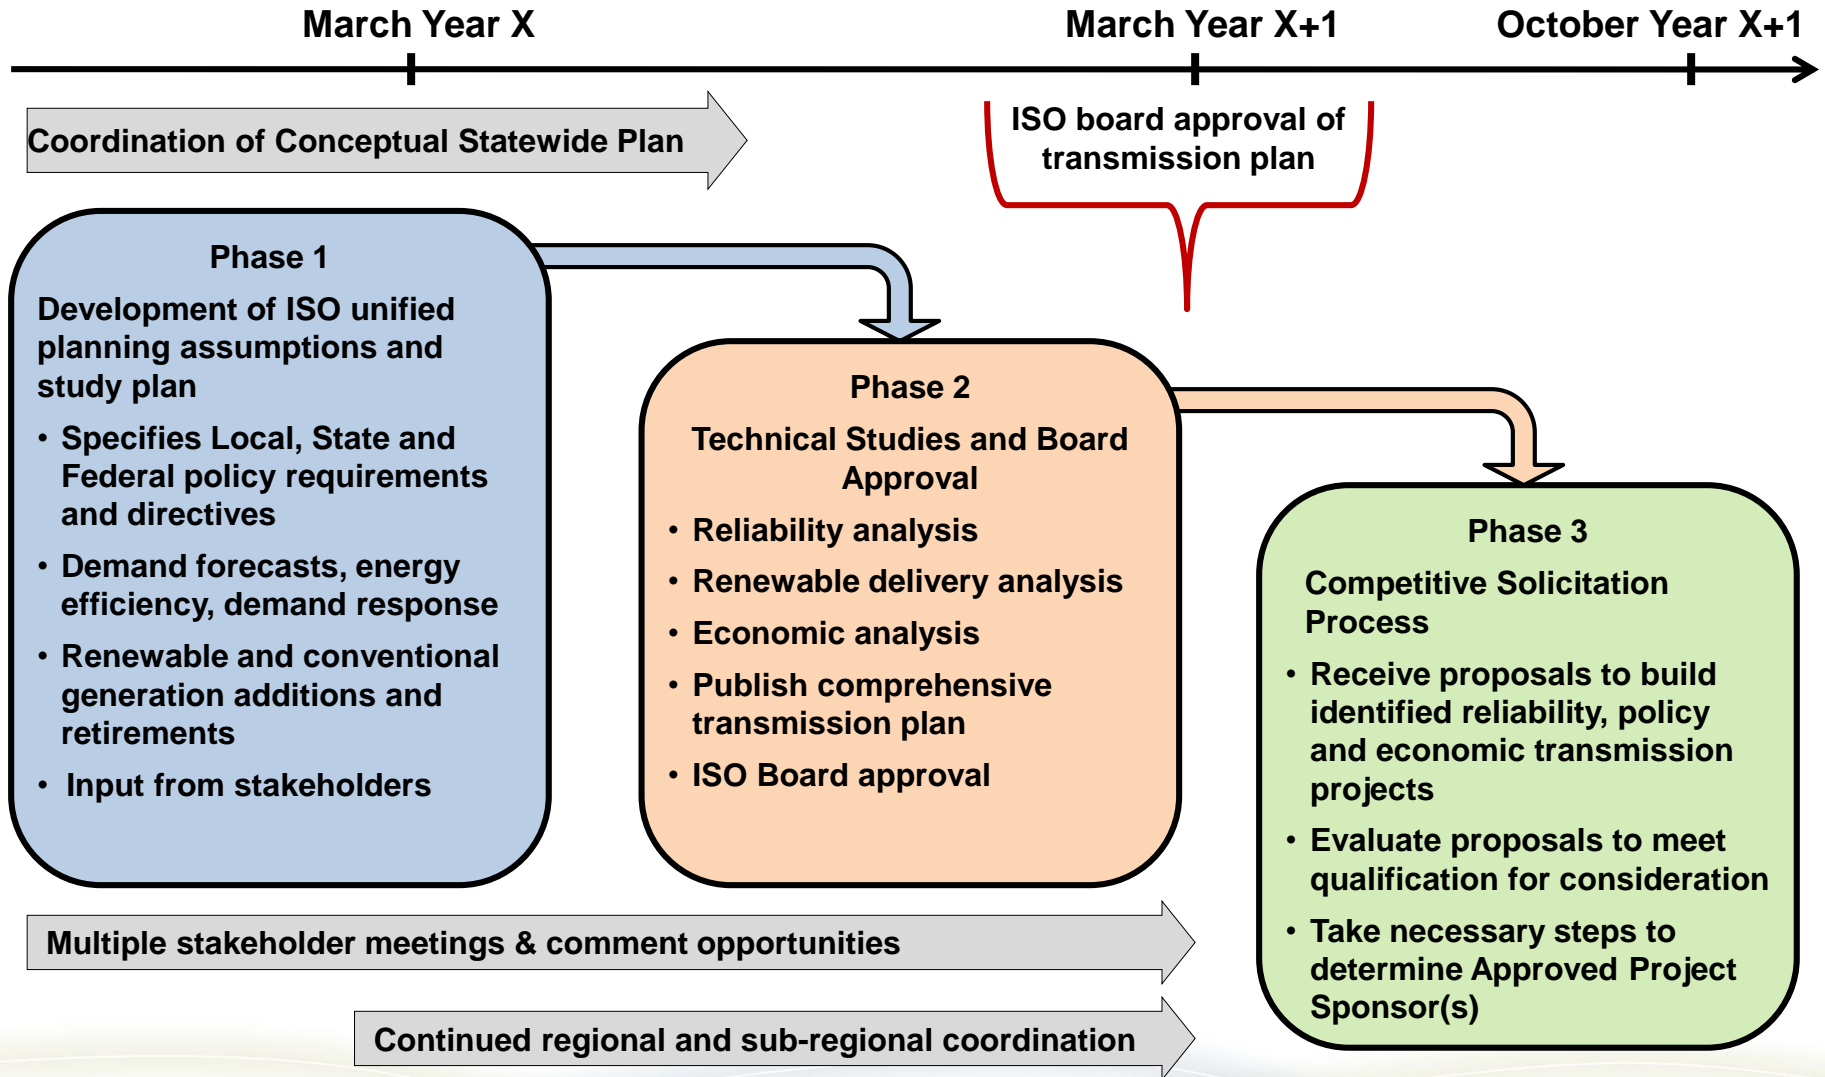 March Year X
March Year X+1
October Year X+1
Coordination of Conceptual Statewide Plan
ISO board approval of
transmission plan
Phase 1
Development of ISO unified
planning assumptions and
study plan
• Specifies Local, State and
Federal policy requirements
and directives
• Demand forecasts, energy
efficiency, demand response
• Renewable and conventional
generation additions and
retirements
• Input from stakeholders
Phase 2
Technical Studies and Board
Approval
• Reliability analysis
• Renewable delivery analysis
• Economic analysis
• Publish comprehensive
transmission plan
• ISO Board approval
Phase 3
Competitive Solicitation
Process
• Receive proposals to build
identified reliability, policy
and economic transmission
projects
• Evaluate proposals to meet
qualification for consideration
• Take necessary steps to
determine Approved Project
Sponsor(s)
Multiple stakeholder meetings & comment opportunities
Continued regional and sub-regional coordination